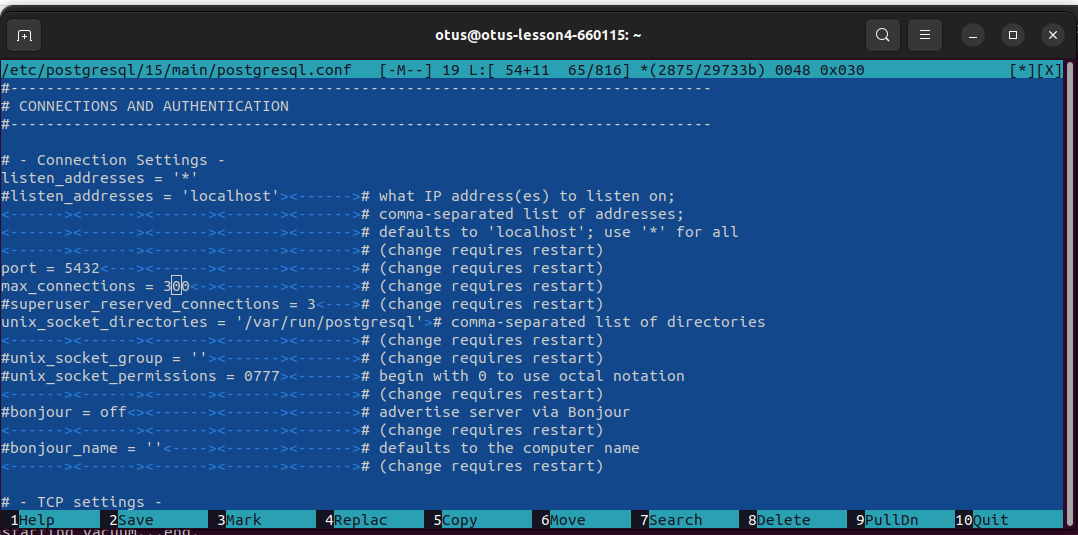 otus@otus-lesson4-660115: ~
/etc/postgresql/15/main/postgresql.conf   [-M--] 19 L:[ 54+11  65/816] *(2875/29733b) 0048 0x030                [*][X]
#------------------------------------------------------------------------------
# CONNECTIONS AND AUTHENTICATION
#------------------------------------------------------------------------------

# - Connection Settings -
listen_addresses = '*'
#listen_addresses = 'localhost'><------># what IP address(es) to listen on;
<------><------><------><------><------># comma-separated list of addresses;
<------><------><------><------><------># defaults to 'localhost'; use '*' for all
<------><------><------><------><------># (change requires restart)
port = 5432<---><------><------><------># (change requires restart)
max_connections = 300<-><------><------># (change requires restart)
#superuser_reserved_connections = 3<---># (change requires restart)
unix_socket_directories = '/var/run/postgresql'># comma-separated list of directories
<------><------><------><------><------># (change requires restart)
#unix_socket_group = ''><------><------># (change requires restart)
#unix_socket_permissions = 0777><------># begin with 0 to use octal notation
<------><------><------><------><------># (change requires restart)
#bonjour = off<><------><------><------># advertise server via Bonjour
<------><------><------><------><------># (change requires restart)
#bonjour_name = ''<----><------><------># defaults to the computer name
<------><------><------><------><------># (change requires restart)

# - TCP settings -
1Help 2Save 3Mark 4Replac 5Copy 6Move 7Search 8Delete 9PullDn 10Quit
starting vacuum...end.